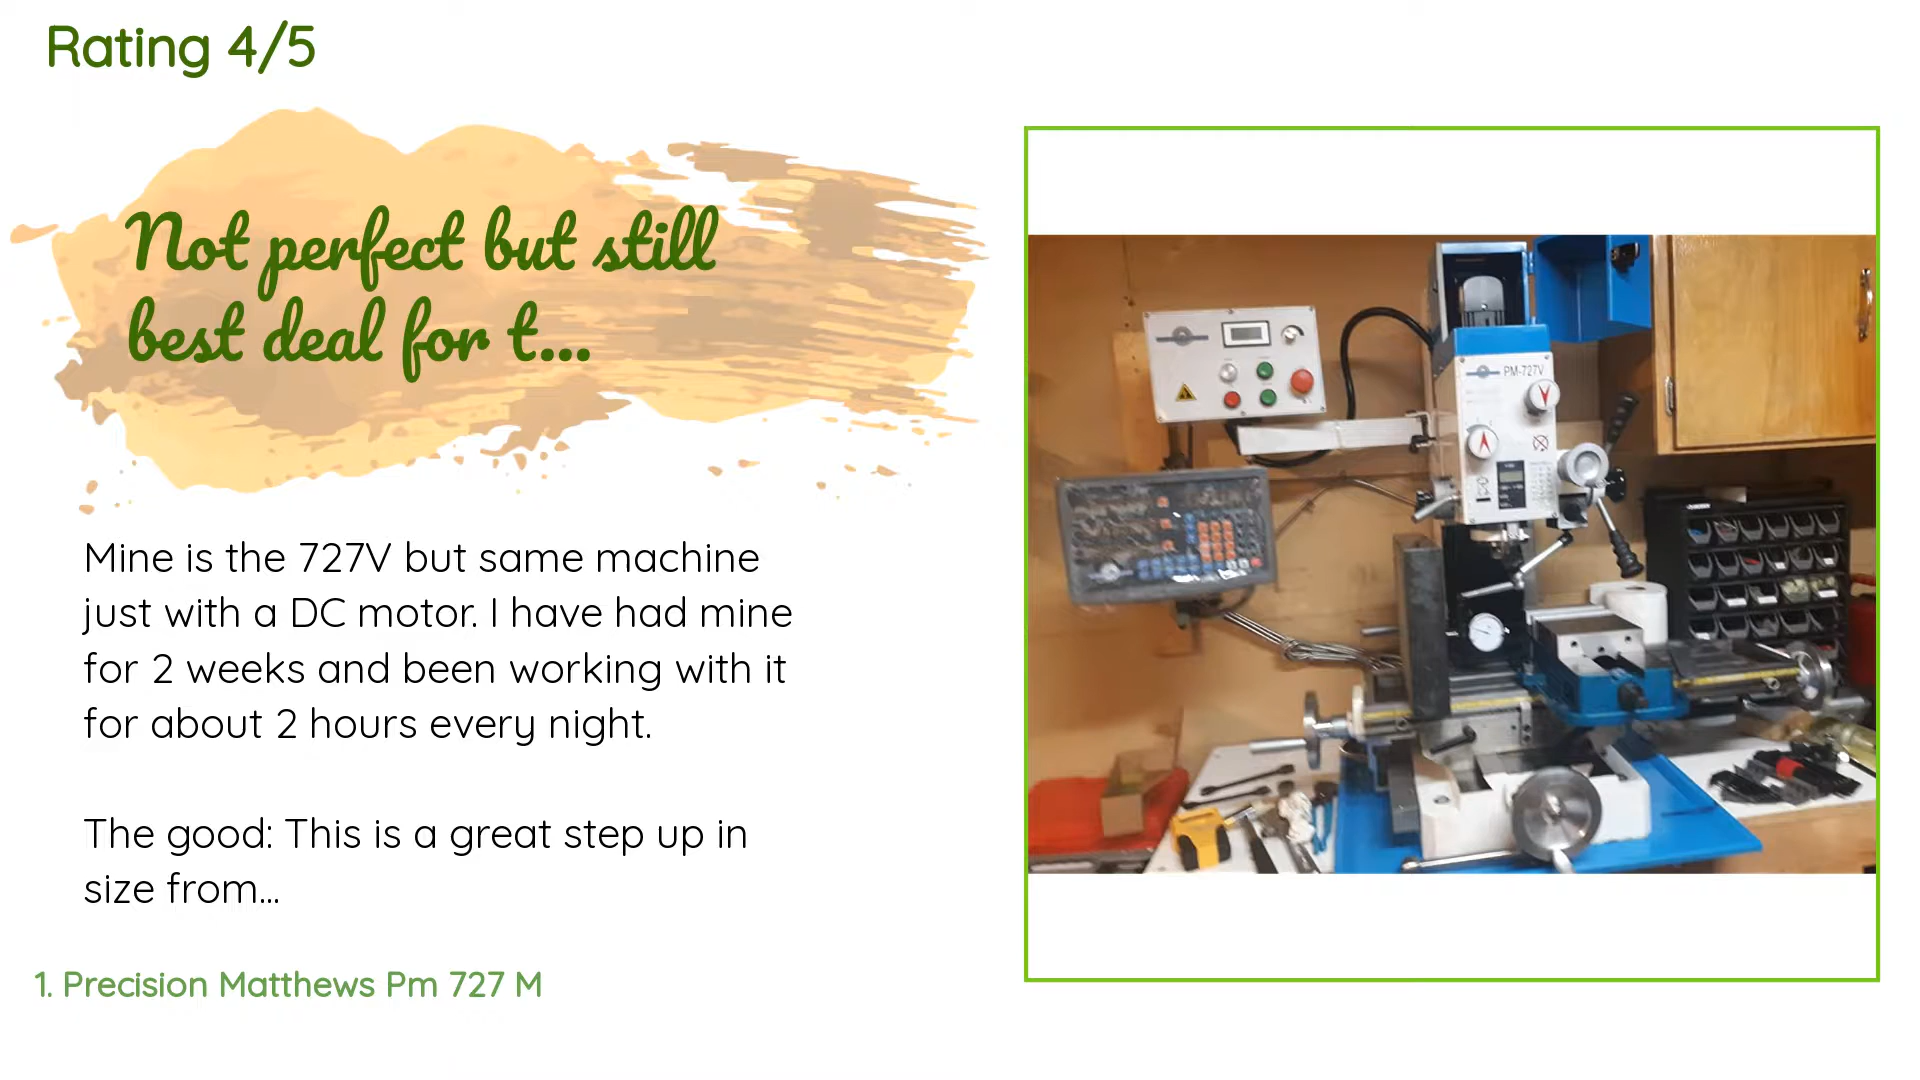 Rating 4/5
Not perfect but still
best deal for t...
Mine is the 727V but same machine
just with a DC motor. I have had mine
for 2 weeks and been working with it
for about 2 hours every night.
The good: This is a great step up in
size from...
1. Precision Matthews Pm 727 M
PM-727V